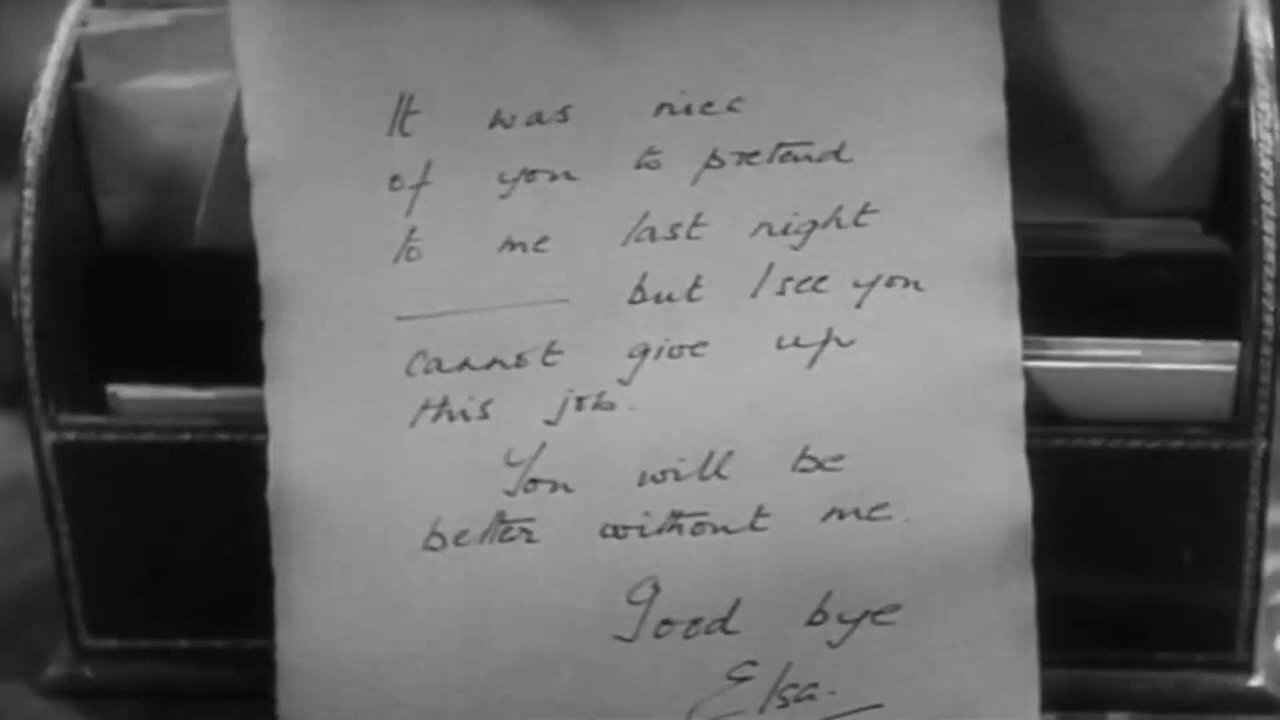 It was nice
of you to pretend
to me last night
——— but I see you
cannot give up
this job.
You will be
better without me.
Good bye
Elsa.